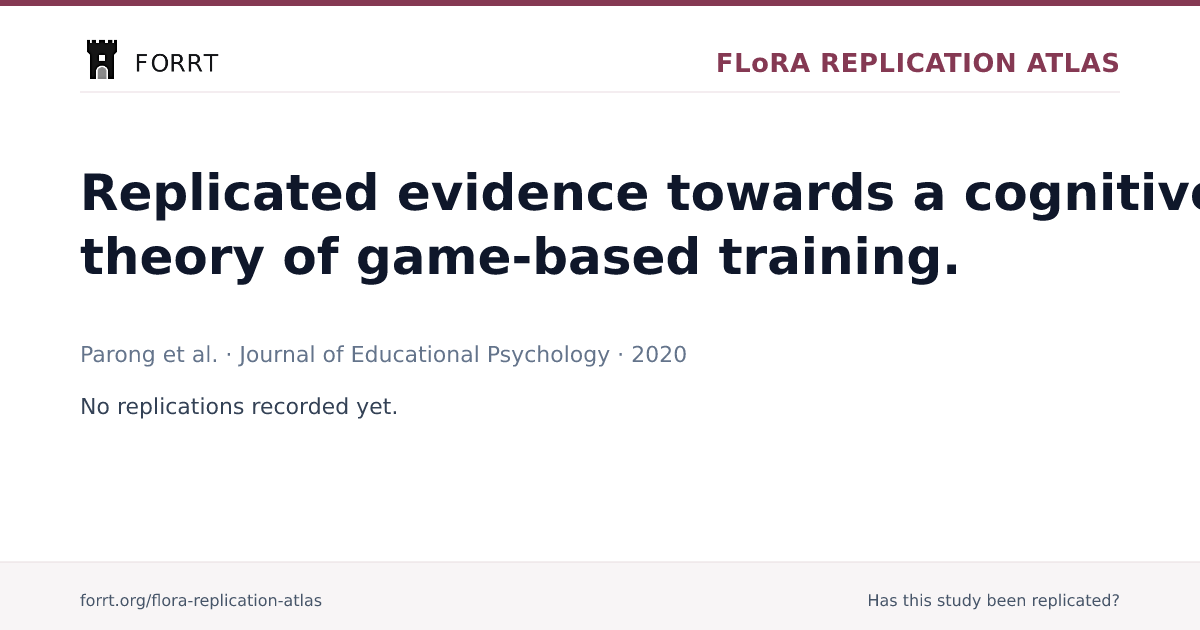 FORRT
FLoRA REPLICATION ATLAS
Replicated evidence towards a cognitive
theory of game-based training.
Parong et al. · Journal of Educational Psychology · 2020
No replications recorded yet.
forrt.org/flora-replication-atlas
Has this study been replicated?